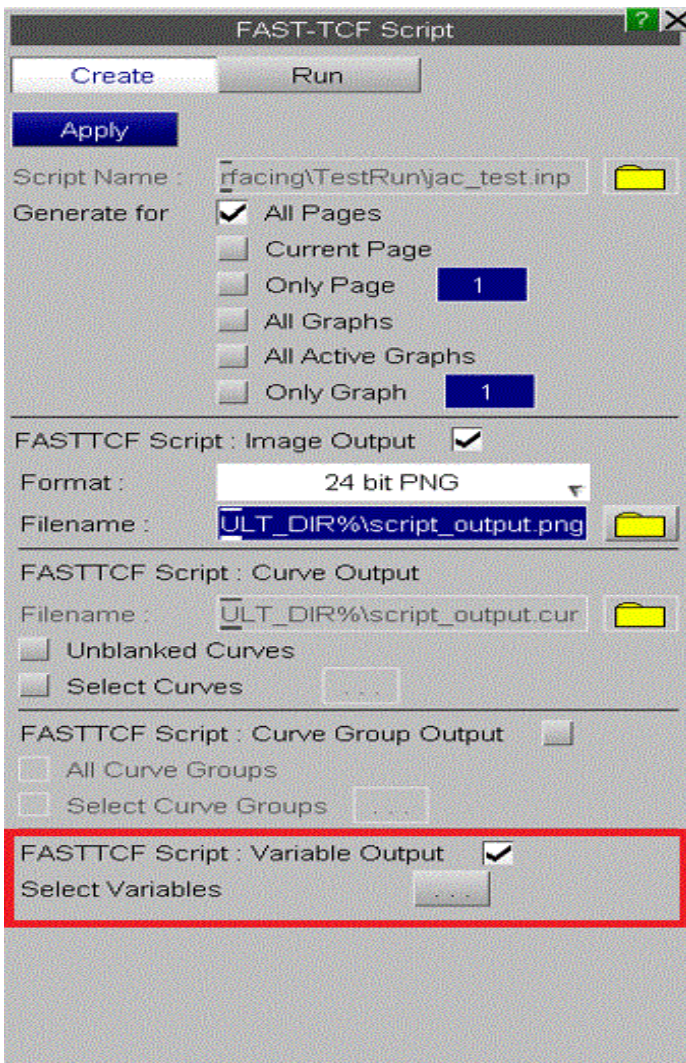 FAST-TCF Script ? X
Create Run
Apply
Script Name : rfacing\TestRun\jac_test.inp
Generate for All Pages
Current Page
Only Page 1
All Graphs
All Active Graphs
Only Graph 1
FASTTCF Script : Image Output
Format : 24 bit PNG
Filename : ULT_DIR%\script_output.png
FASTTCF Script : Curve Output
Filename : ULT_DIR%\script_output.cur
Unblanked Curves
Select Curves . . .
FASTTCF Script : Curve Group Output
All Curve Groups
Select Curve Groups . . .
FASTTCF Script : Variable Output
Select Variables . . .